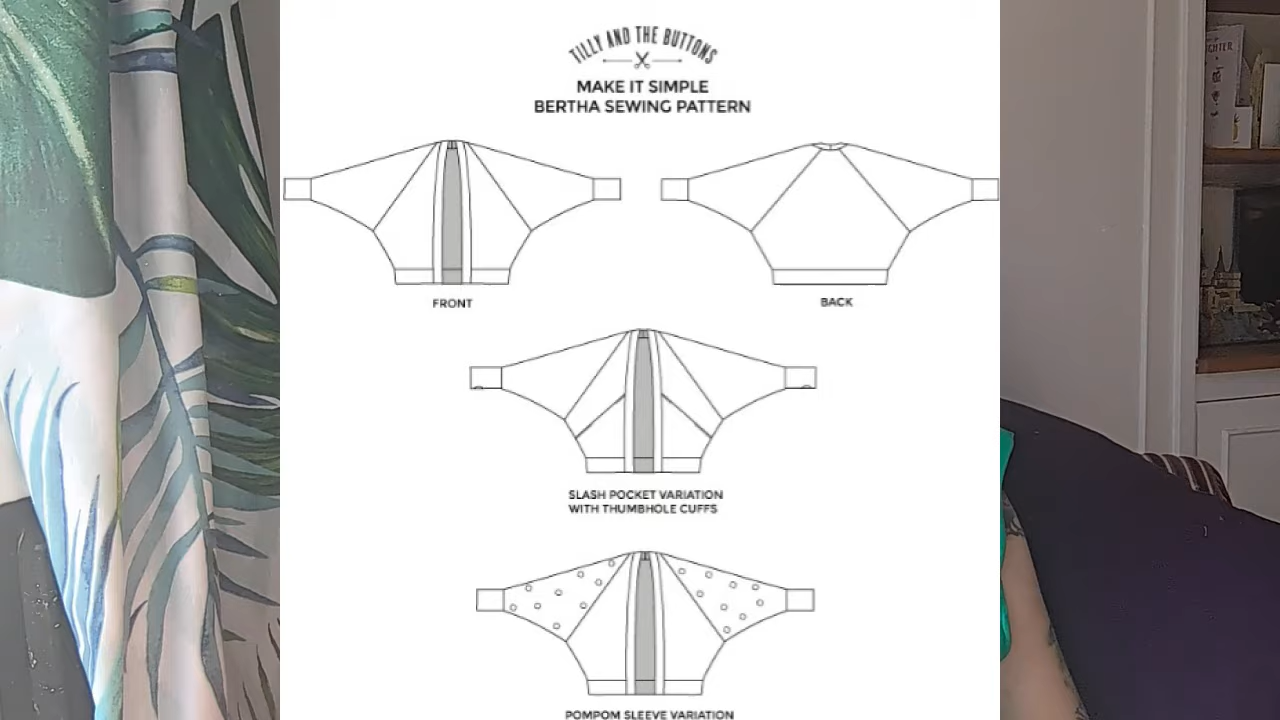 TILLY AND THE BUTTONS
MAKE IT SIMPLE
BERTHA SEWING PATTERN
FRONT
BACK
SLASH POCKET VARIATION
WITH THUMBHOLE CUFFS
POMPOM SLEEVE VARIATION